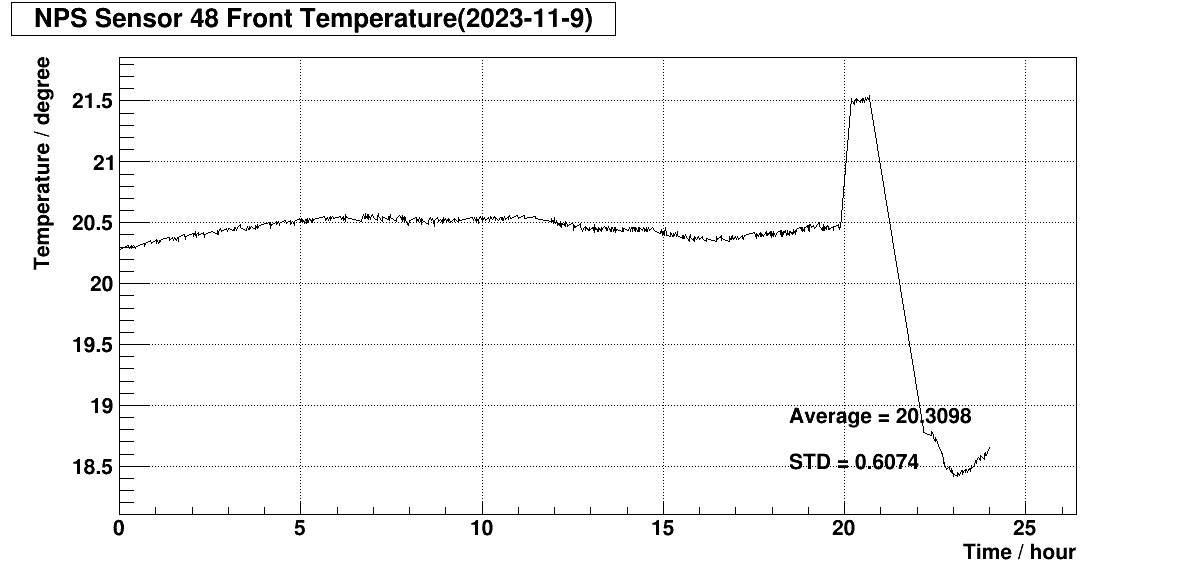 NPS Sensor 48 Front Temperature(2023-11-9)
Temperature / degree
21.5
21
20.5
20
19.5
19
18.5
Average = 20.3098
STD = 0.6074
0 5 10 15 20 25
Time / hour